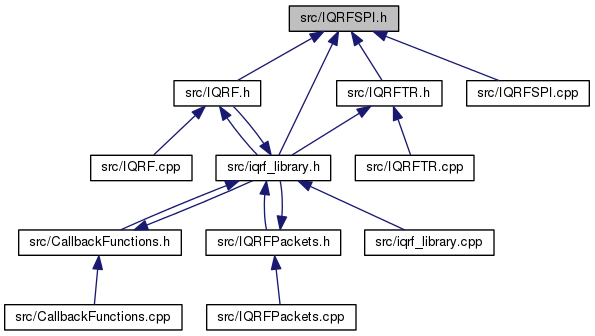 src/IQRFSPI.h
src/IQRF.h
src/IQRFTR.h
src/IQRFSPI.cpp
src/IQRF.cpp
src/iqrf_library.h
src/IQRFTR.cpp
src/CallbackFunctions.h
src/IQRFPackets.h
src/iqrf_library.cpp
src/CallbackFunctions.cpp
src/IQRFPackets.cpp